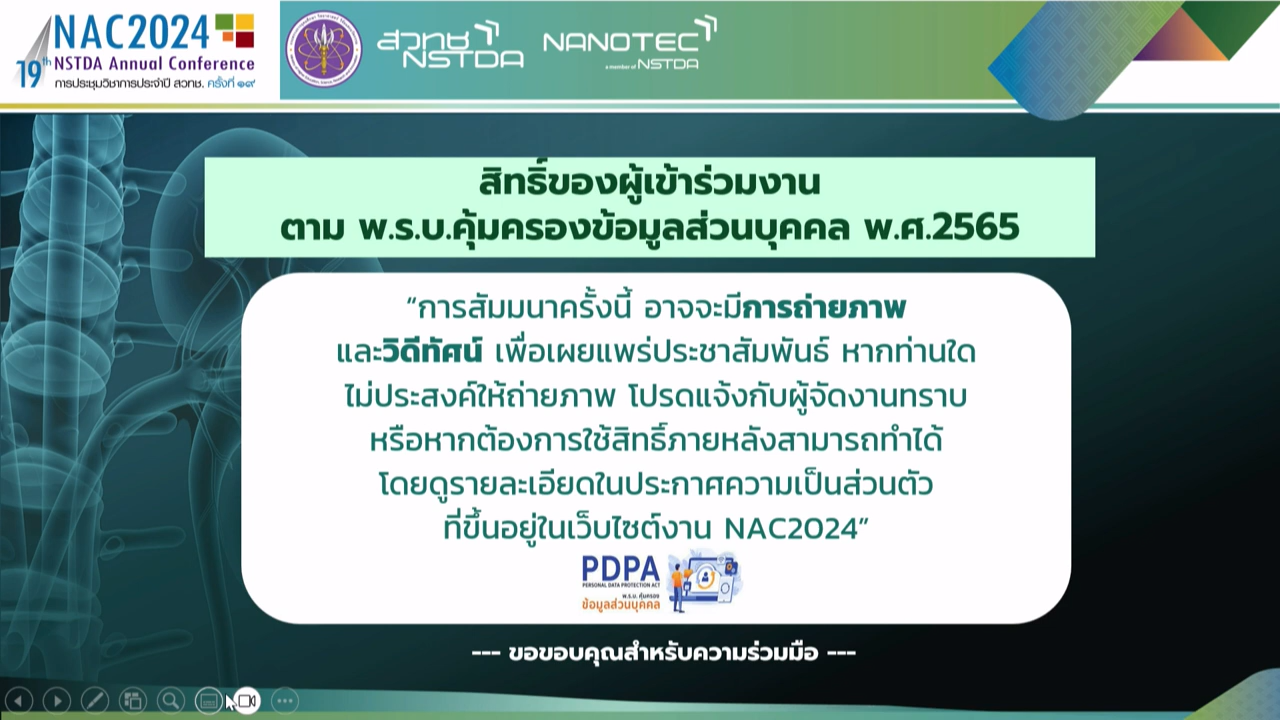 NAC2024
19th NSTDA Annual Conference
การประชุมวิชาการประจำปี สวทช. ครั้งที่ ๑๙
สวทช
NSTDA
NANOTEC
a member of NSTDA
สิทธิ์ของผู้เข้าร่วมงาน
ตาม พ.ร.บ.คุ้มครองข้อมูลส่วนบุคคล พ.ศ.2565
“การสัมมนาครั้งนี้ อาจจะมีการถ่ายภาพ
และวิดีทัศน์ เพื่อเผยแพร่ประชาสัมพันธ์ หากท่านใด
ไม่ประสงค์ให้ถ่ายภาพ โปรดแจ้งกับผู้จัดงานทราบ
หรือหากต้องการใช้สิทธิ์ภายหลังสามารถทำได้
โดยดูรายละเอียดในประกาศความเป็นส่วนตัว
ที่ขึ้นอยู่ในเว็บไซต์งาน NAC2024”
PDPA
PERSONAL DATA PROTECTION ACT
พ.ร.บ. คุ้มครอง
ข้อมูลส่วนบุคคล
--- ขอขอบคุณสำหรับความร่วมมือ ---